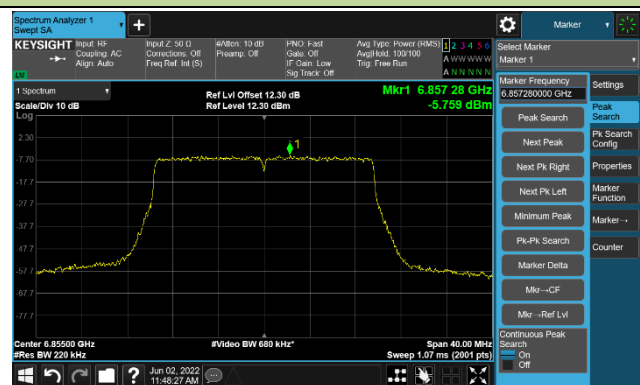 Spectrum Analyzer 1
Swept SA
Marker
KEYSIGHT Input: RF Input Z: 50 Ω #Atten: 10 dB PNO: Fast Avg Type: Power (RMS) 1 2 3 4 5 6
Coupling: AC Corrections: Off Preamp: Off Gate: Off Avg|Hold: 100/100 A W W W W W
Align: Auto Freq Ref: Int (S) IF Gain: Low Trig: Free Run
Sig Track: Off A N N N N N
Select Marker
Marker 1
1 Spectrum
Ref Lvl Offset 12.30 dB
Mkr1 6.857 28 GHz
Scale/Div 10 dB
Ref Level 12.30 dBm
-5.759 dBm
Log
2.30
-7.70
-17.7
-27.7
-37.7
-47.7
-57.7
-67.7
-77.7
1
Center 6.85500 GHz
#Video BW 680 kHz*
Span 40.00 MHz
#Res BW 220 kHz
Sweep 1.07 ms (2001 pts)
Marker Frequency
6.857280000 GHz
Peak Search
Next Peak
Next Pk Right
Next Pk Left
Minimum Peak
Pk-Pk Search
Marker Delta
Mkr→CF
Mkr→Ref Lvl
Continuous Peak
Search
On
Off
Settings
Peak
Search
Pk Search
Config
Properties
Marker
Function
Marker→
Counter
Jun 02, 2022
11:48:27 AM